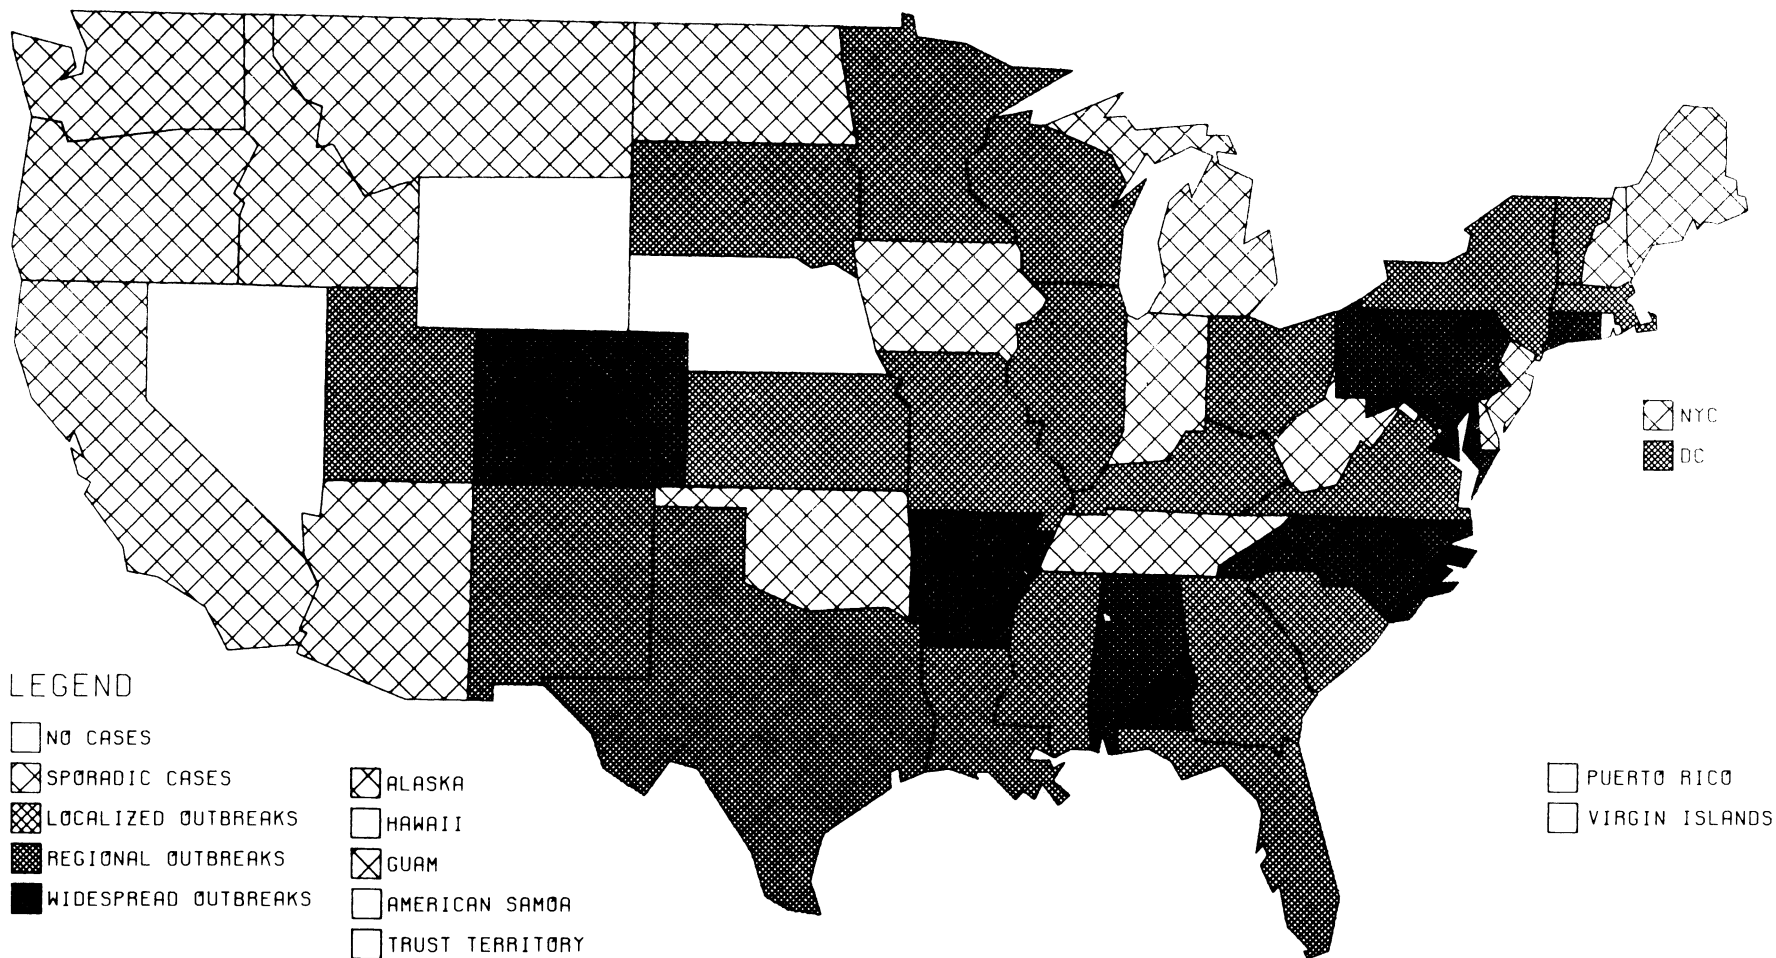 NYC
DC
LEGEND
NO CASES
SPORADIC CASES
LOCALIZED OUTBREAKS
REGIONAL OUTBREAKS
WIDESPREAD OUTBREAKS
ALASKA
HAWAII
GUAM
AMERICAN SAMOA
TRUST TERRITORY
PUERTO RICO
VIRGIN ISLANDS